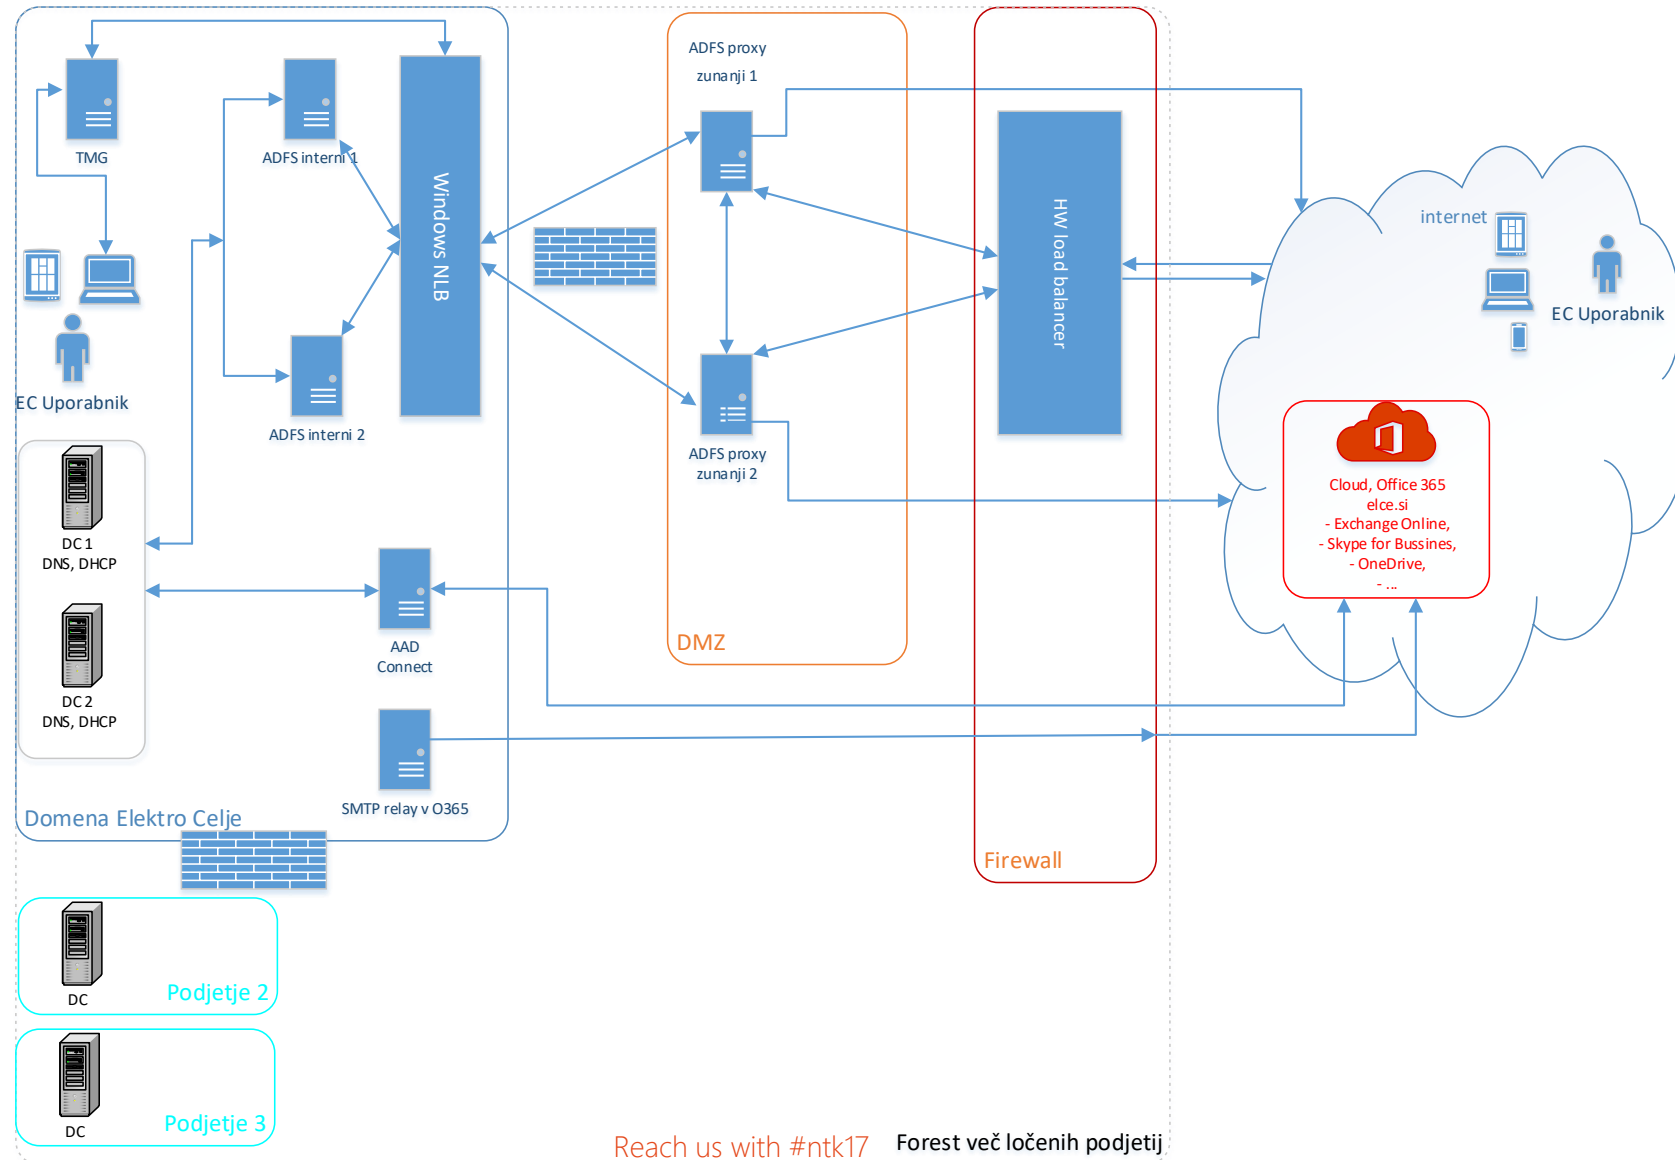 ADFS proxy
zunanji 1
TMG
ADFS interni 1
Windows NLB
HW load balancer
internet
EC Uporabnik
EC Uporabnik
ADFS interni 2
ADFS proxy
zunanji 2
DC 1
DNS, DHCP
Cloud, Office 365
elce.si
- Exchange Online,
- Skype for Bussines,
- OneDrive,
- ...
AAD
Connect
DMZ
DC 2
DNS, DHCP
SMTP relay v O365
Domena Elektro Celje
Firewall
DC
Podjetje 2
DC
Podjetje 3
Reach us with #ntk17
Forest več ločenih podjetij